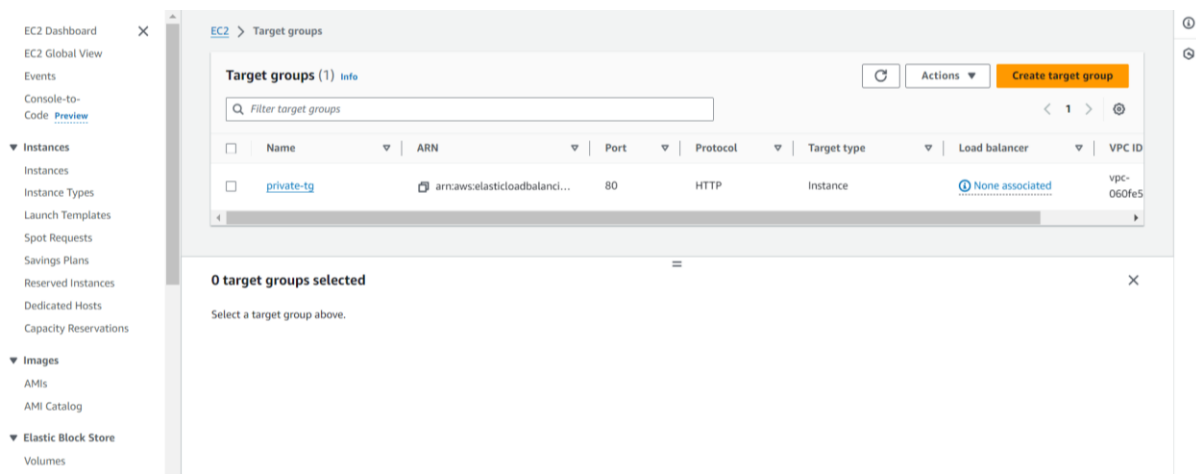 EC2 Dashboard
EC2 Global View
Events
Console-to-
Code Preview
Instances
Instances
Instance Types
Launch Templates
Spot Requests
Savings Plans
Reserved Instances
Dedicated Hosts
Capacity Reservations
Images
AMIs
AMI Catalog
Elastic Block Store
Volumes
EC2 > Target groups
Target groups (1) Info
Actions
Create target group
Filter target groups
1
Name ARN Port Protocol Target type Load balancer VPC ID
private-tg arn:aws:elasticloadbalanci... 80 HTTP Instance None associated vpc-
060fe5
0 target groups selected
Select a target group above.